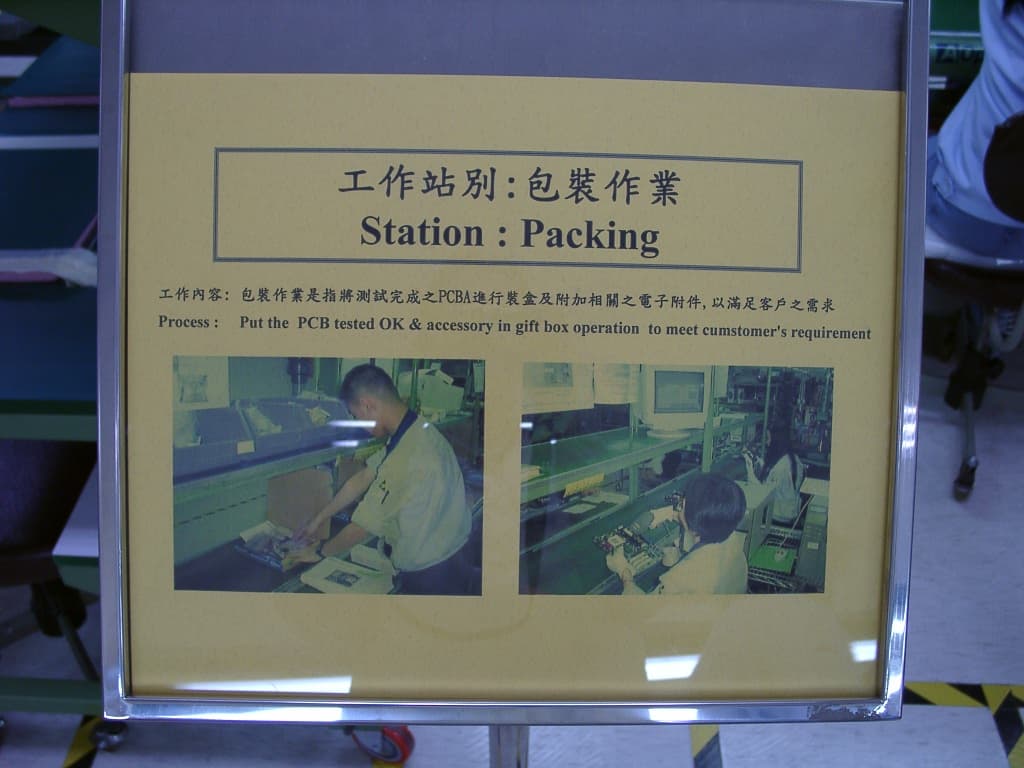 工作站別:包裝作業
Station : Packing
工作內容: 包裝作業是指將測試完成之PCBA進行裝盒及附加相關之電子附件, 以滿足客戶之需求
Process : Put the PCB tested OK & accessory in gift box operation to meet cumstomer's requirement